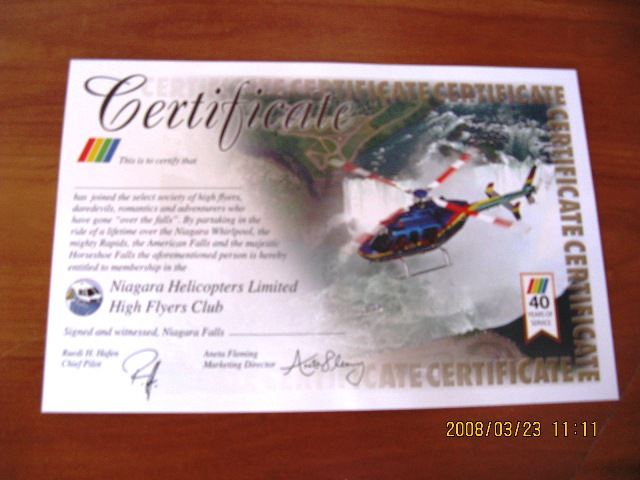 Certificate
CERTIFICATE CERTIFICATE CERTIFICATE
CERTIFICATE CERTIFICATE
This is to certify that
has joined the select society of high flyers,
daredevils, romantics and adventurers who
have gone "over the falls". By partaking in the
ride of a lifetime over the Niagara Whirlpool, the
mighty Rapids, the American Falls and the majestic
Horseshoe Falls the aforementioned person is hereby
entitled to membership in the
Niagara Helicopters Limited
High Flyers Club
40
YEARS OF
SERVICE
Signed and witnessed, Niagara Falls
Ruedi H. Hafen
Chief Pilot
Aneta Fleming
Marketing Director
CATE CERTIFICATE
2008/03/23 11:11